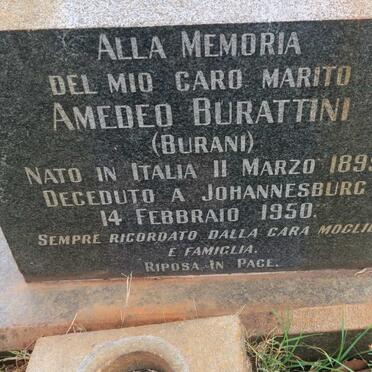 ALLA MEMORIA
DEL MIO CARO MARITO
AMEDEO BURATTINI
(BURANI)
NATO IN ITALIA 11 MARZO
DECEDUTO A JOHANNESBURG
14 FEBBRAIO 1950.
SEMPRE RICORDATO DALLA CARA MOGLIE
E FAMIGLIA.
RIPOSA IN PACE.